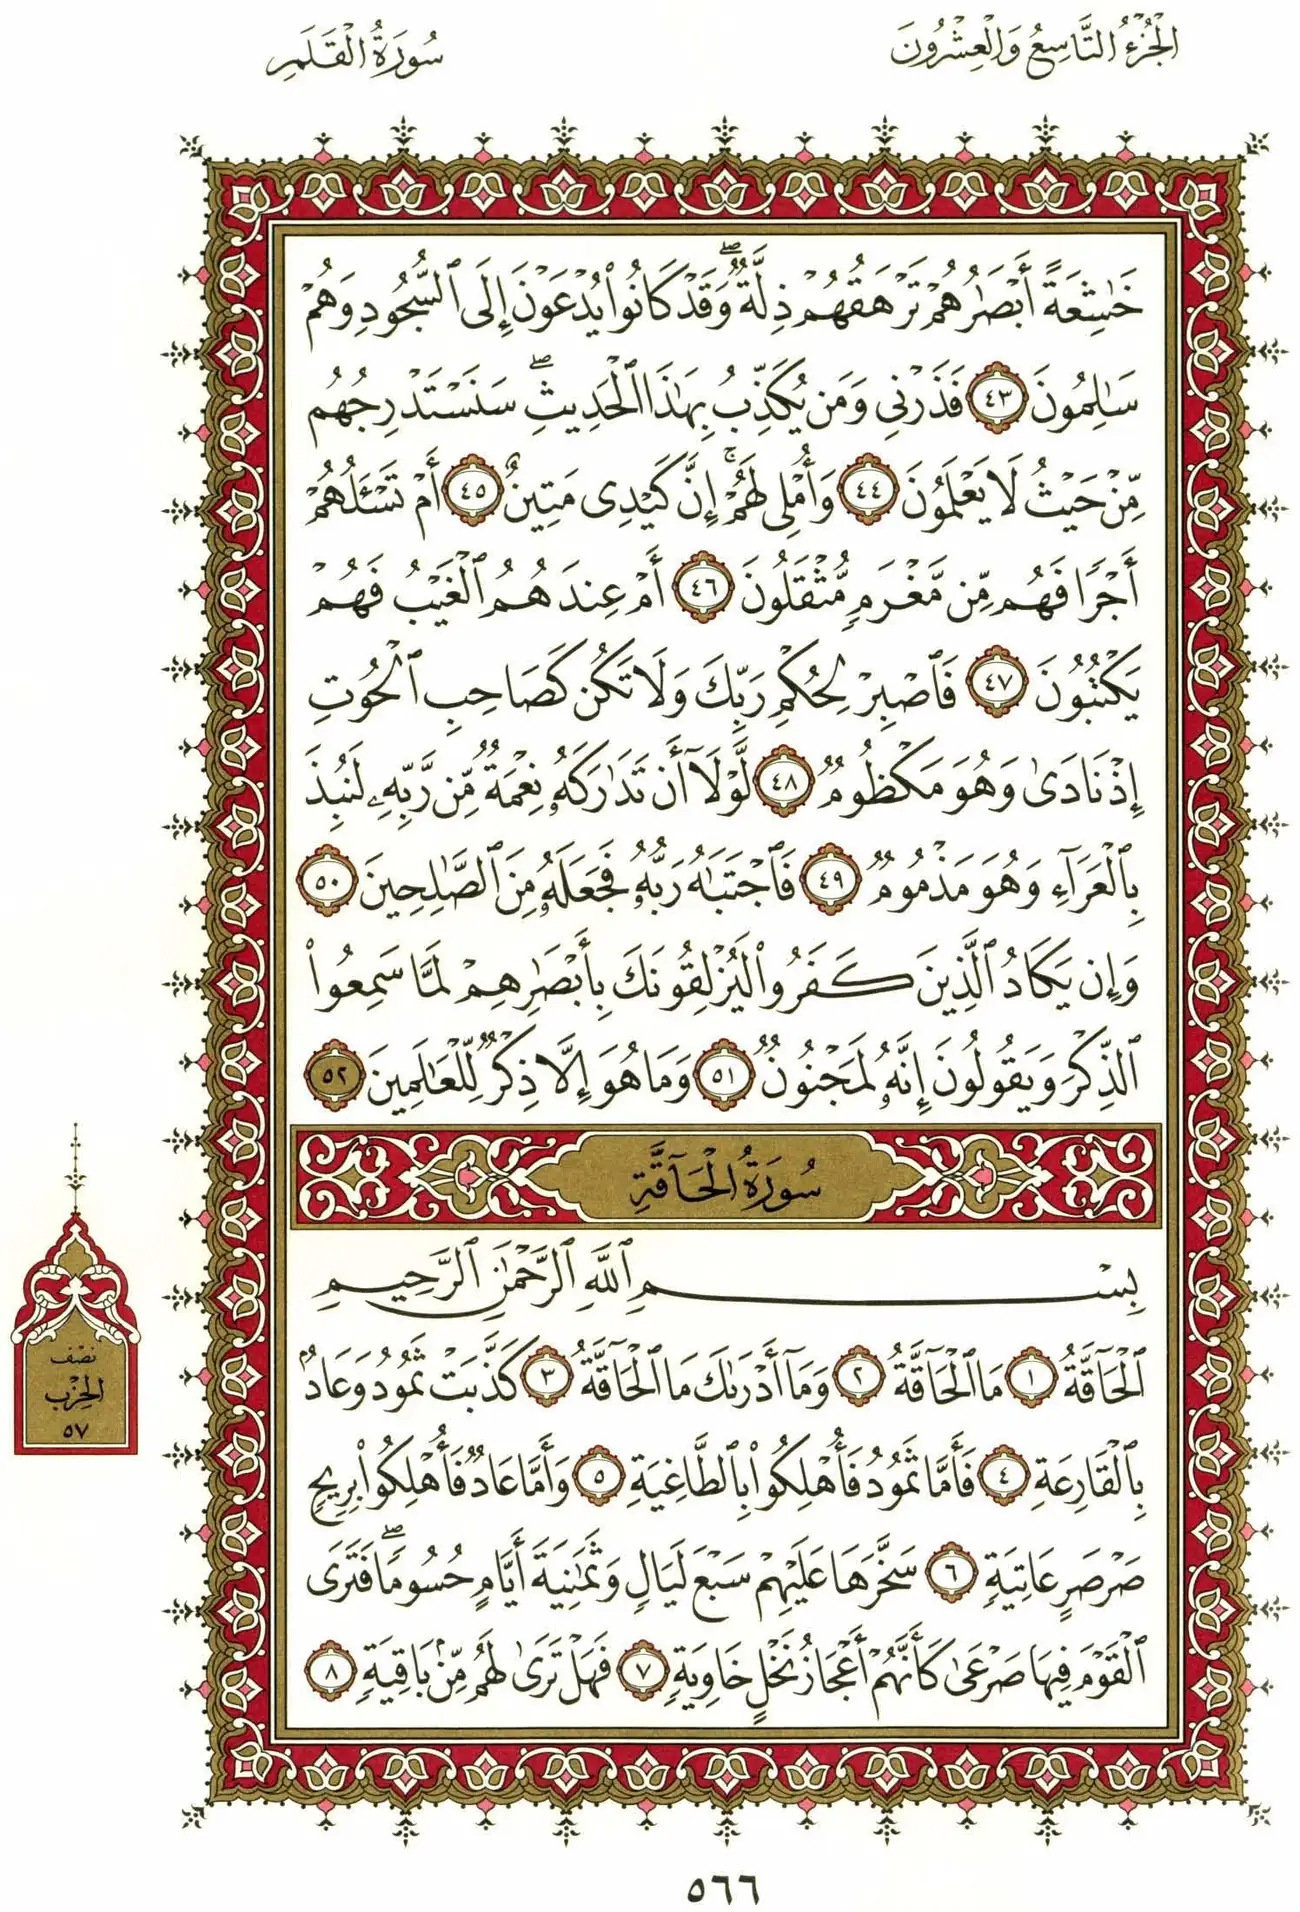 الجزء التاسع والعشرون
سورة القلم
خَٰشِعَةً أَبْصَٰرُهُمْ تَرْهَقُهُمْ ذِلَّةٌ ۖ وَقَدْ كَانُوا۟ يُدْعَوْنَ إِلَى ٱلسُّجُودِ وَهُمْ
سَٰلِمُونَ ٤٣ فَذَرْنِى وَمَن يُكَذِّبُ بِهَٰذَا ٱلْحَدِيثِ ۖ سَنَسْتَدْرِجُهُم
مِّنْ حَيْثُ لَا يَعْلَمُونَ ٤٤ وَأُمْلِى لَهُمْ ۚ إِنَّ كَيْدِى مَتِينٌ ٤٥ أَمْ تَسْـَٔلُهُمْ
أَجْرًا فَهُم مِّن مَّغْرَمٍ مُّثْقَلُونَ ٤٦ أَمْ عِندَهُمُ ٱلْغَيْبُ فَهُمْ
يَكْتُبُونَ ٤٧ فَٱصْبِرْ لِحُكْمِ رَبِّكَ وَلَا تَكُن كَصَاحِبِ ٱلْحُوتِ
إِذْ نَادَىٰ وَهُوَ مَكْظُومٌ ٤٨ لَّوْلَآ أَن تَدَٰرَكَهُۥ نِعْمَةٌ مِّن رَّبِّهِۦ لَنُبِذَ
بِٱلْعَرَآءِ وَهُوَ مَذْمُومٌ ٤٩ فَٱجْتَبَٰهُ رَبُّهُۥ فَجَعَلَهُۥ مِنَ ٱلصَّٰلِحِينَ ٥٠
وَإِن يَكَادُ ٱلَّذِينَ كَفَرُوا۟ لَيُزْلِقُونَكَ بِأَبْصَٰرِهِمْ لَمَّا سَمِعُوا۟
ٱلذِّكْرَ وَيَقُولُونَ إِنَّهُۥ لَمَجْنُونٌ ٥١ وَمَا هُوَ إِلَّا ذِكْرٌ لِّلْعَٰلَمِينَ ٥٢
سُورَةُ الْحَآقَّةِ
بِسْمِ ٱللَّهِ ٱلرَّحْمَٰنِ ٱلرَّحِيمِ
ٱلْحَآقَّةُ ١ مَا ٱلْحَآقَّةُ ٢ وَمَآ أَدْرَىٰكَ مَا ٱلْحَآقَّةُ ٣ كَذَّبَتْ ثَمُودُ وَعَادٌۢ
بِٱلْقَارِعَةِ ٤ فَأَمَّا ثَمُودُ فَأُهْلِكُوا۟ بِٱلطَّاغِيَةِ ٥ وَأَمَّا عَادٌ فَأُهْلِكُوا۟ بِرِيحٍ
صَرْصَرٍ عَاتِيَةٍ ٦ سَخَّرَهَا عَلَيْهِمْ سَبْعَ لَيَالٍ وَثَمَٰنِيَةَ أَيَّامٍ حُسُومًا ۖ فَتَرَى
ٱلْقَوْمَ فِيهَا صَرْعَىٰ كَأَنَّهُمْ أَعْجَازُ نَخْلٍ خَاوِيَةٍ ٧ فَهَلْ تَرَىٰ لَهُم مِّنۢ بَاقِيَةٍ ٨
نصف
الحزب
٥٧
٥٦٦